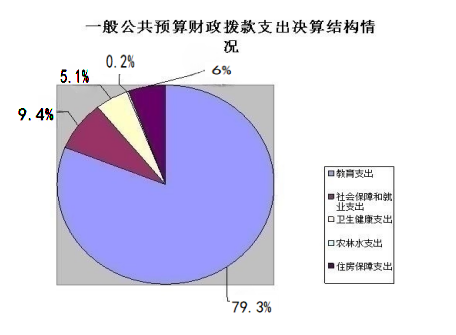 一般公共预算财政拨款支出决算结构情
况
0.2%
6%
5.1%
9.4%
教育支出
社会保障和就
业支出
卫生健康支出
农林水支出
住房保障支出
79.3%